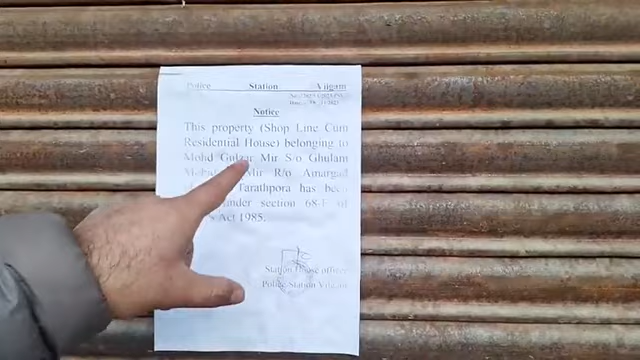 Police Station Vilgam
Notice
This property (Shop Line Cum
Residential House) belonging to
Mohd Gulzar Mir S/o Ghulam
Mir R/o Amargad
Tarathpora has been
under section 68-F of
Act 1985.
Station House officer
Police Station Vilgam